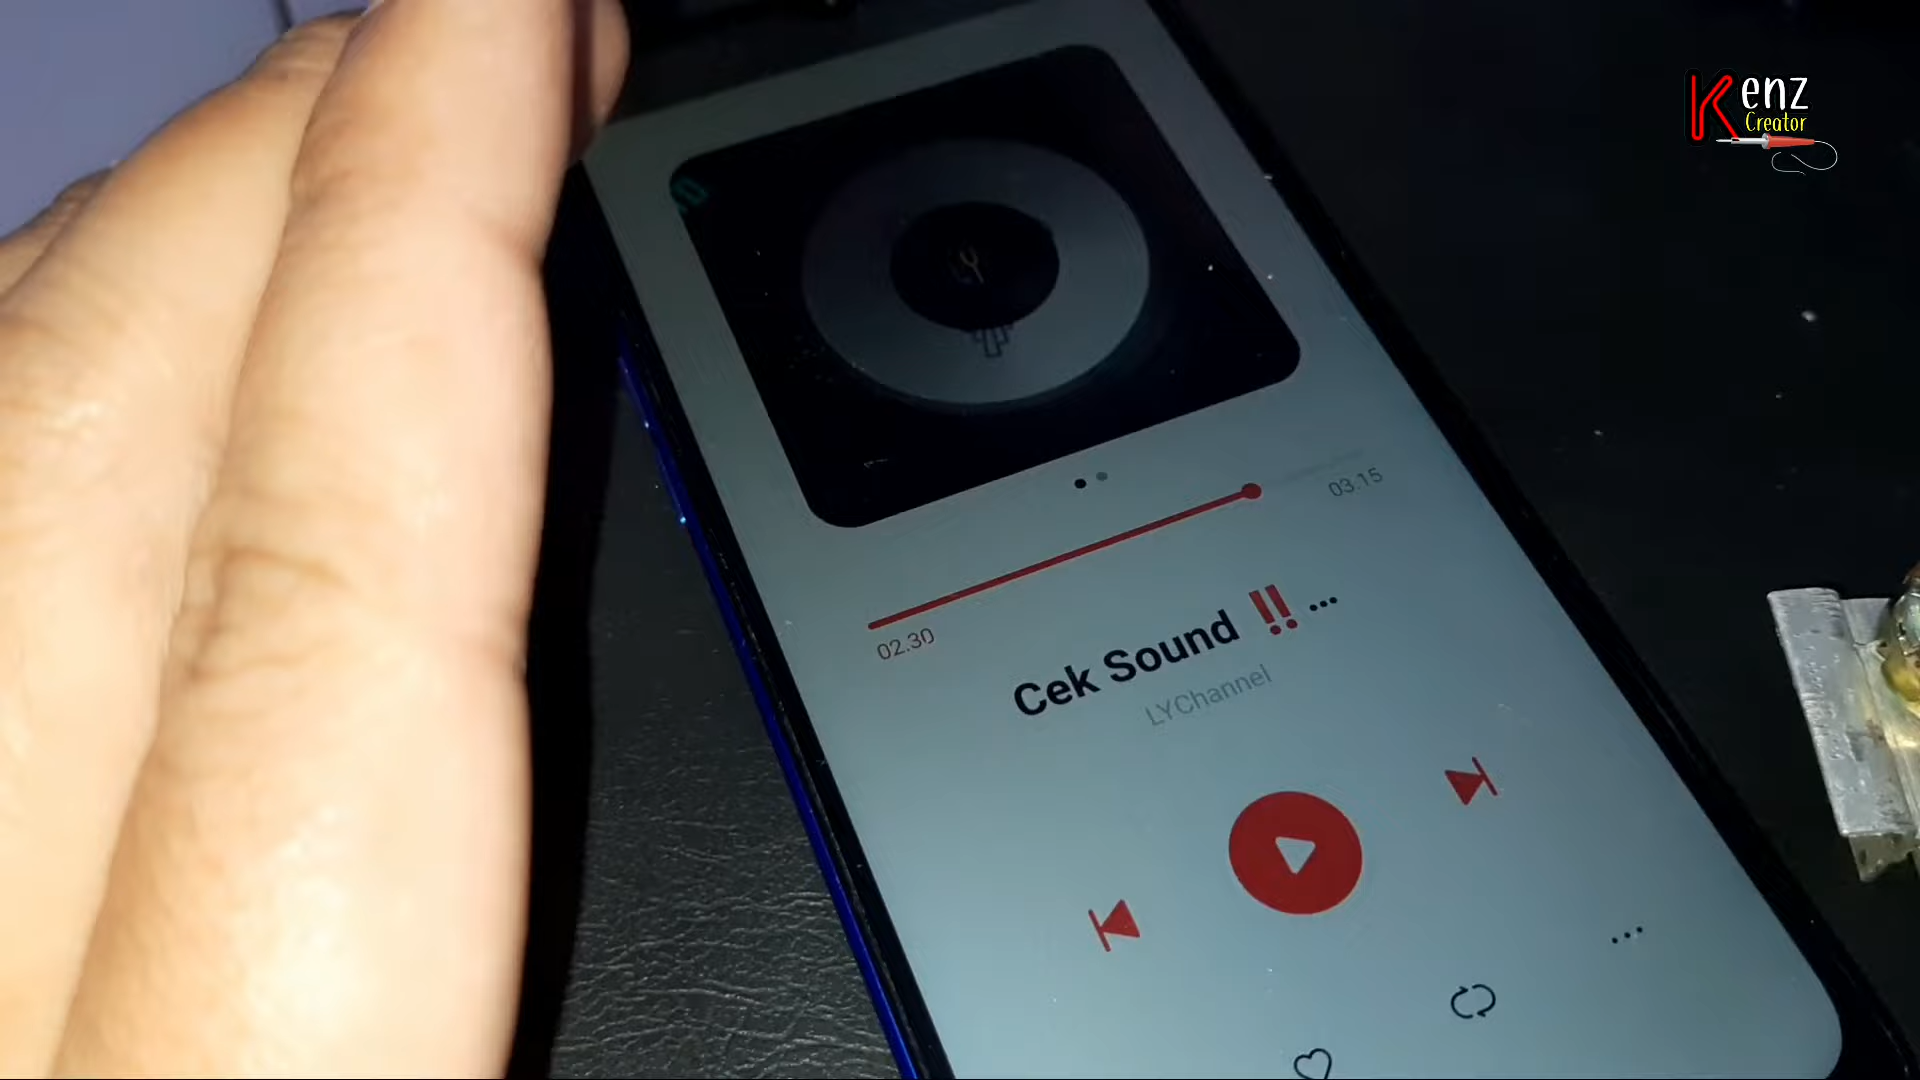 Kenz
Creator
03.15
02.30
Cek Sound ‼️ ...
LYChannel